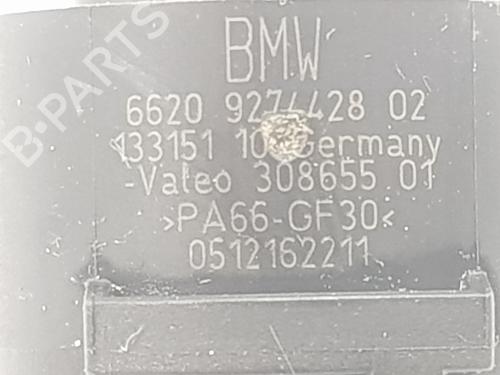 BMW
6620 9274428 02
133151 10 Germany
-Valeo 308655 01
>PA66-GF30<
0512162211
B-PARTS